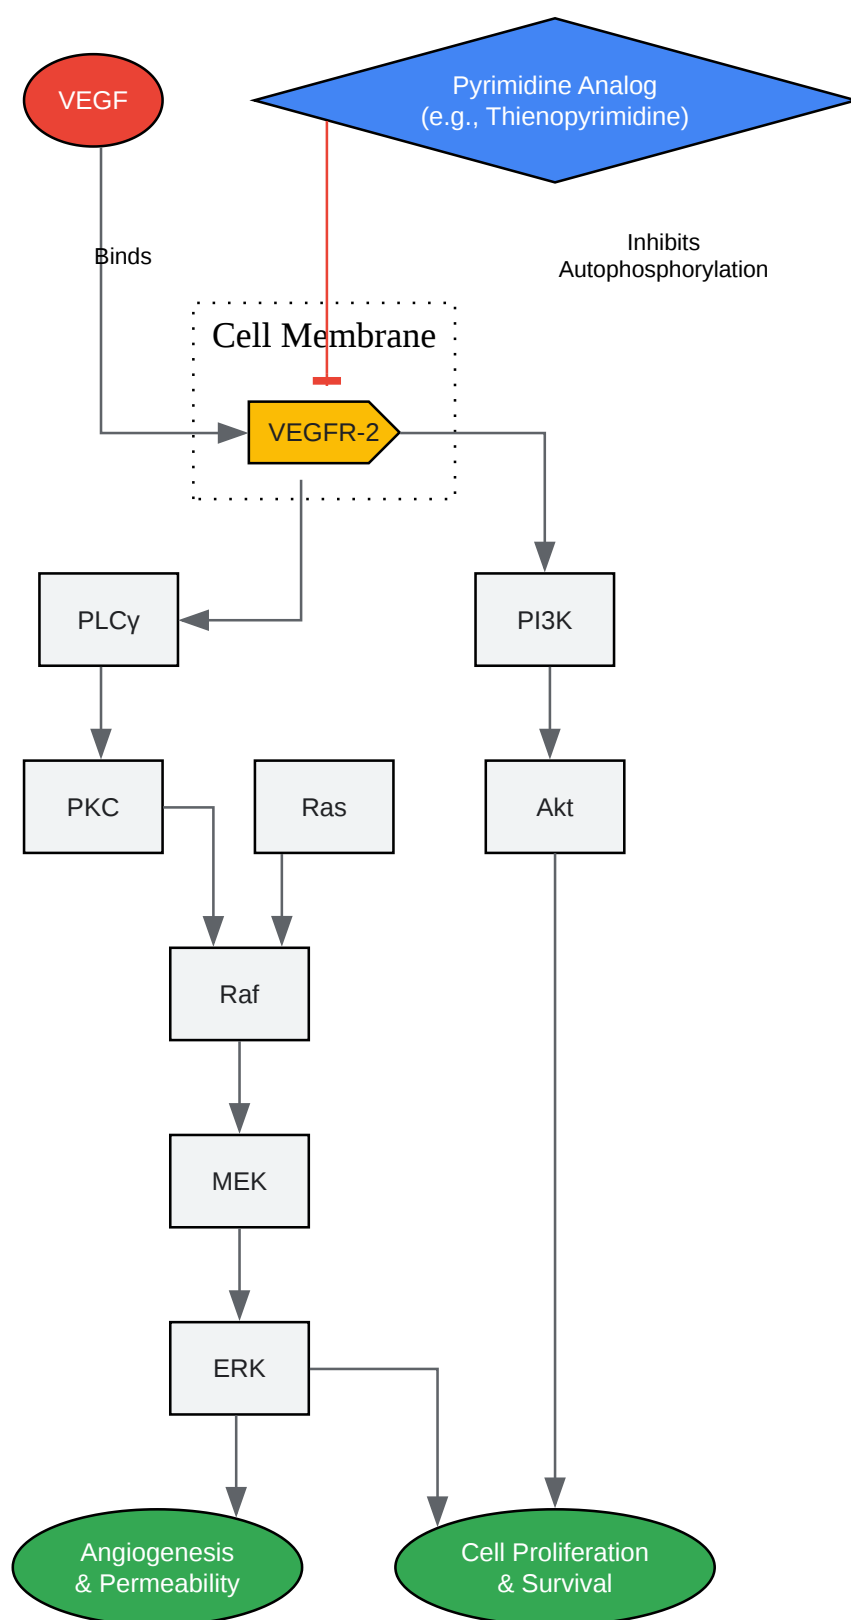 VEGF
Pyrimidine Analog
(e.g., Thienopyrimidine)
Binds
Inhibits
Autophosphorylation
Cell Membrane
VEGFR-2
PLCγ
PI3K
PKC
Ras
Akt
Raf
MEK
ERK
Angiogenesis
& Permeability
Cell Proliferation
& Survival